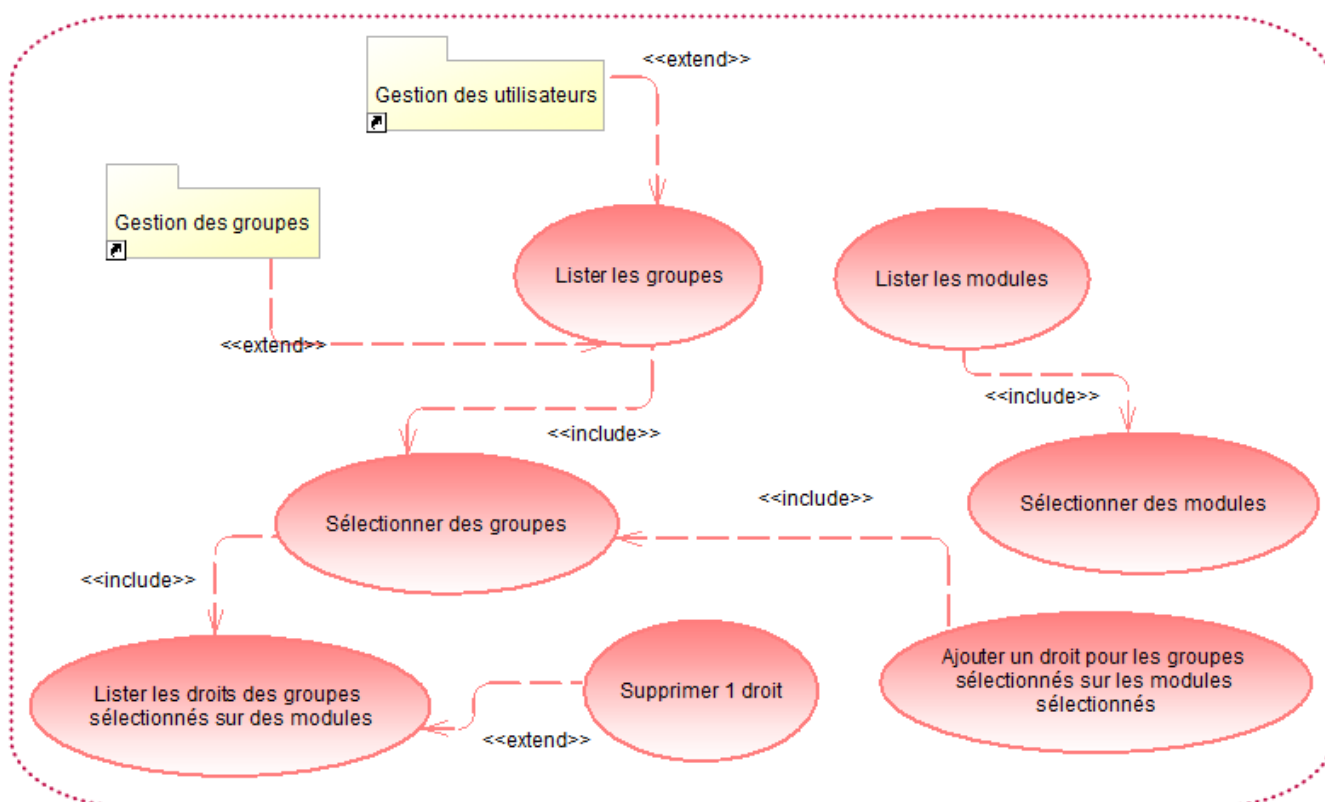 <<extend>>
Gestion des utilisateurs
Gestion des groupes
Lister les groupes
Lister les modules
<<extend>>
<<include>>
<<include>>
Sélectionner des groupes
<<include>>
Sélectionner des modules
<<include>>
Lister les droits des groupes
sélectionnés sur des modules
Supprimer 1 droit
<<extend>>
Ajouter un droit pour les groupes
sélectionnés sur les modules
sélectionnés